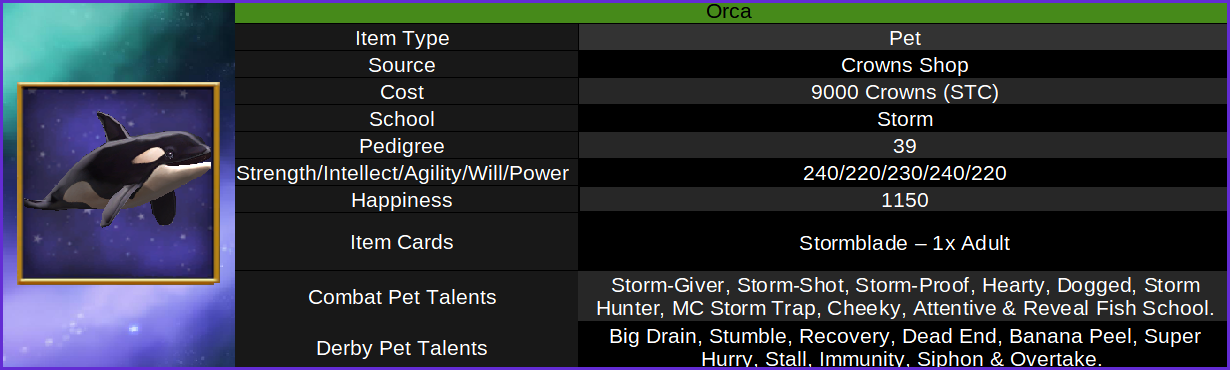 Orca
Item Type Pet
Source Crowns Shop
Cost 9000 Crowns (STC)
School Storm
Pedigree 39
Strength/Intellect/Agility/Will/Power 240/220/230/240/220
Happiness 1150
Item Cards Stormblade – 1x Adult
Combat Pet Talents
Storm-Giver, Storm-Shot, Storm-Proof, Hearty, Dogged, Storm
Hunter, MC Storm Trap, Cheeky, Attentive & Reveal Fish School.
Derby Pet Talents
Big Drain, Stumble, Recovery, Dead End, Banana Peel, Super
Hurry, Stall, Immunity, Siphon & Overtake.